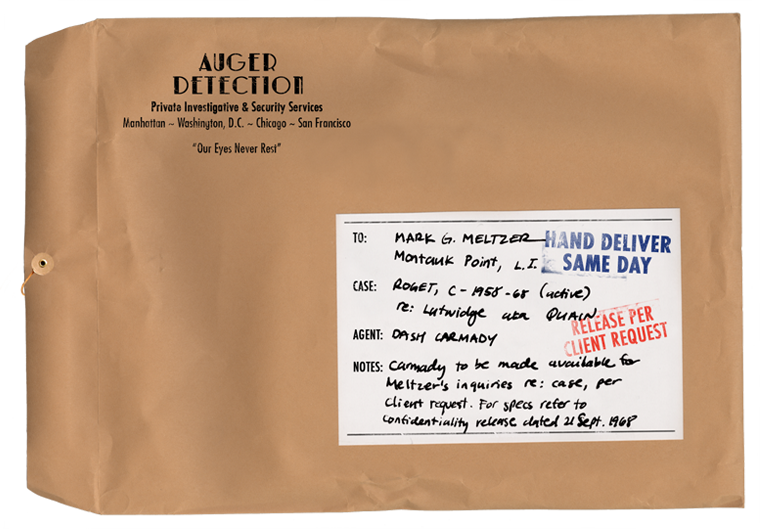 AUGER
DETECTION
Private Investigative & Security Services
Manhattan ~ Washington, D.C. ~ Chicago ~ San Francisco
"Our Eyes Never Rest"
TO: MARK G. MELTZER
Montauk Point, L.I.
HAND DELIVER
SAME DAY
CASE: ROGET, C-1958-68 (active)
re: Lutwidge aka QUAIN.
RELEASE PER
CLIENT REQUEST
AGENT: DASH CARMADY
NOTES: Carmady to be made available for
Meltzer's inquiries re: case, per
client request. For specs refer to
confidentiality release dated 21 Sept. 1968